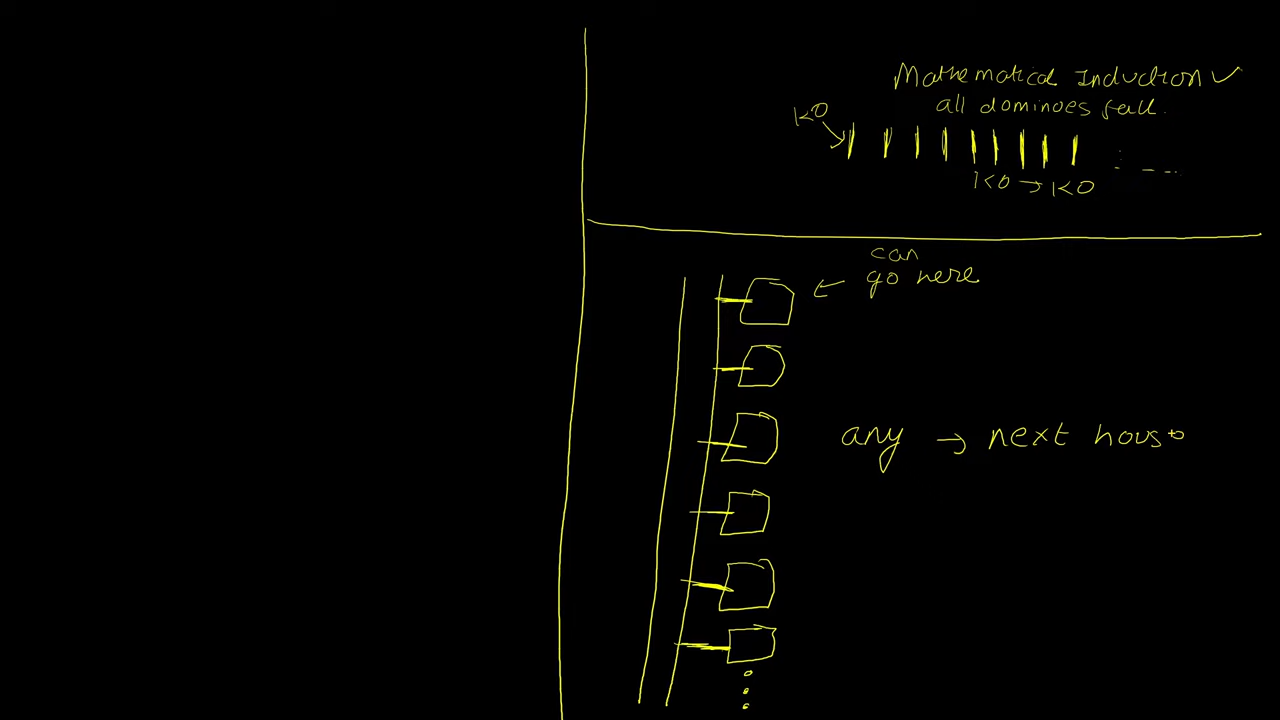 Mathematical Induction ✓
all dominoes fall.
KO
KO → KO
can
go here
any → next house